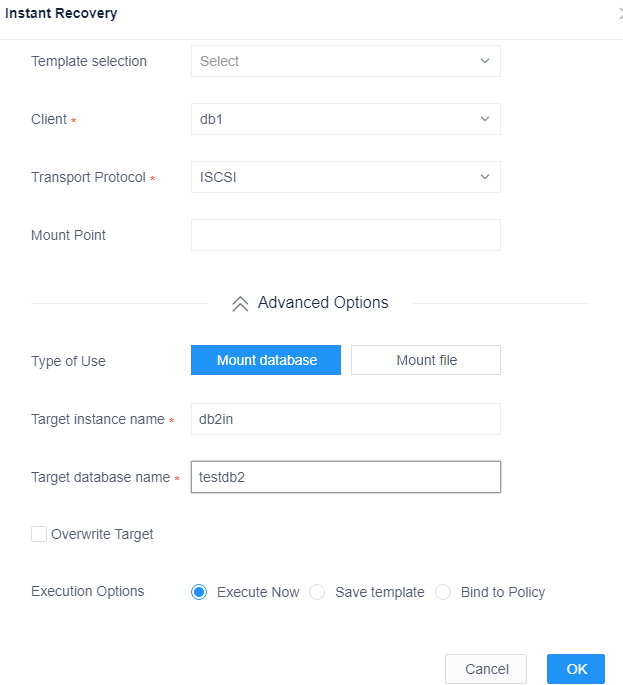 Instant Recovery
Template selection Select
Client * db1
Transport Protocol * ISCSI
Mount Point
Advanced Options
Type of Use Mount database Mount file
Target instance name * db2in
Target database name * testdb2
Overwrite Target
Execution Options Execute Now Save template Bind to Policy
Cancel OK